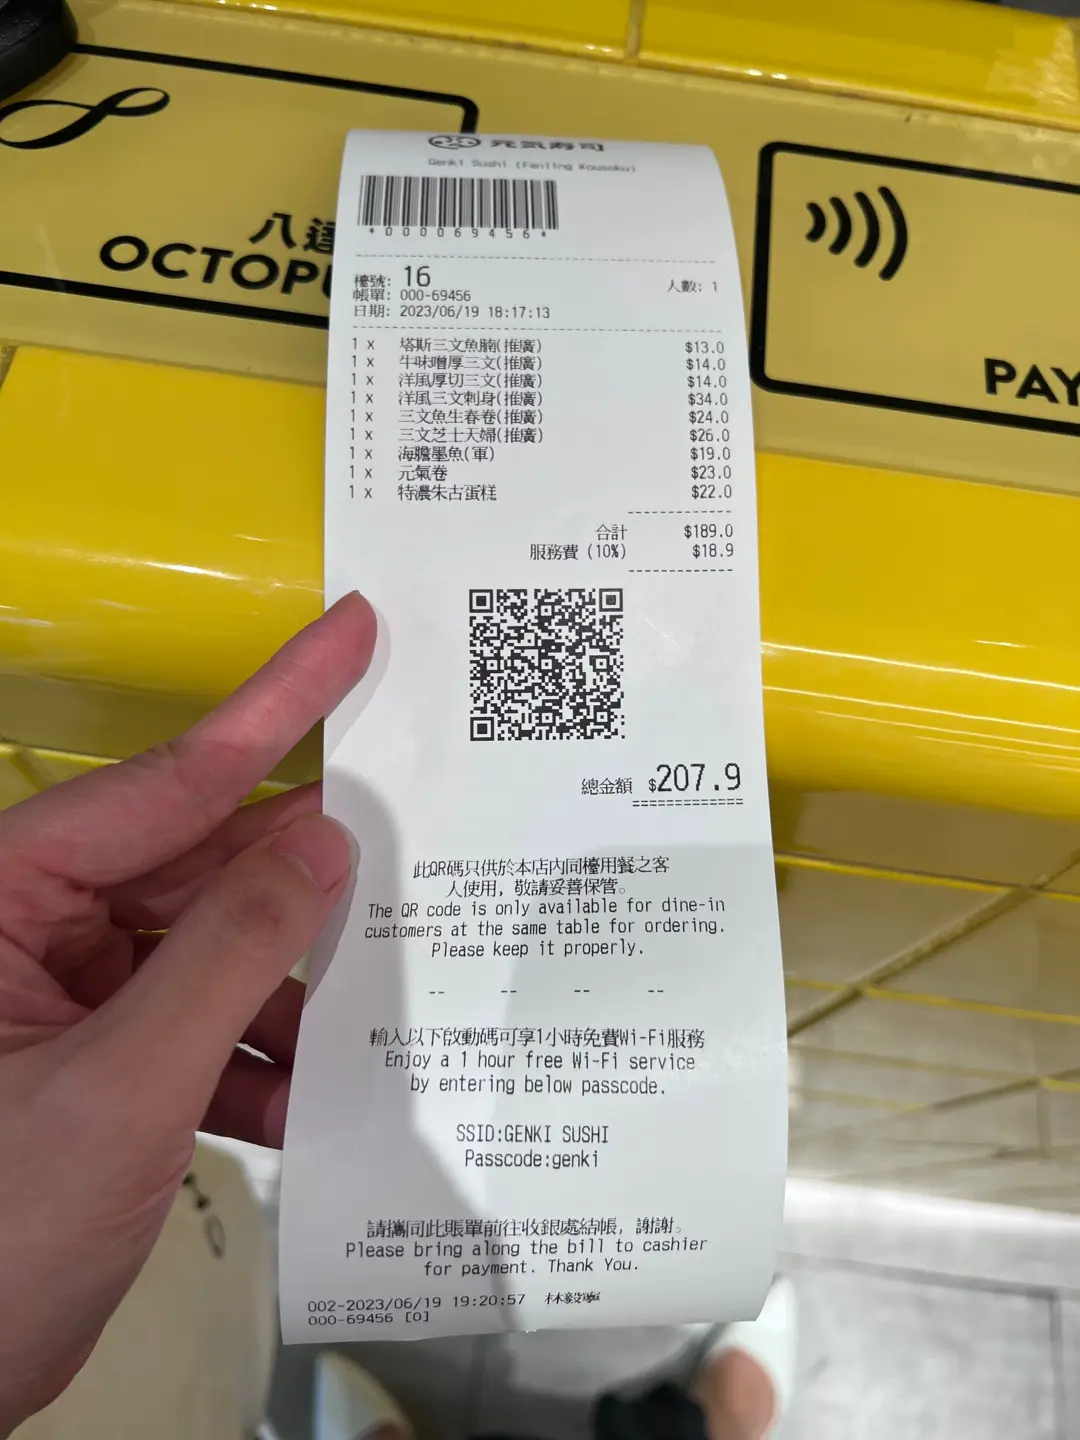 八達
OCTOPU
PAY
元気寿司
Genki Sushi (Fanling Kousoku)
*000069456*
檯號: 16 人數: 1
帳單: 000-69456
日期: 2023/06/19 18:17:13
1 x 塔斯三文魚腩(推廣) $13.0
1 x 牛味噌厚三文(推廣) $14.0
1 x 洋風厚切三文(推廣) $14.0
1 x 洋風三文刺身(推廣) $34.0
1 x 三文魚生春卷(推廣) $24.0
1 x 三文芝士天婦(推廣) $26.0
1 x 海膽墨魚(軍) $19.0
1 x 元氣卷 $23.0
1 x 特濃朱古蛋糕 $22.0
合計 $189.0
服務費 (10%) $18.9
總金額 $207.9
此QR碼只供於本店內同檯用餐之客
人使用, 敬請妥善保管。
The QR code is only available for dine-in
customers at the same table for ordering.
Please keep it properly.
-- -- -- --
輸入以下啟動碼可享1小時免費Wi-Fi服務
Enjoy a 1 hour free Wi-Fi service
by entering below passcode.
SSID:GENKI SUSHI
Passcode:genki
請攜同此賬單前往收銀處結帳, 謝謝。
Please bring along the bill to cashier
for payment. Thank You.
002-2023/06/19 19:20:57
000-69456 [0]